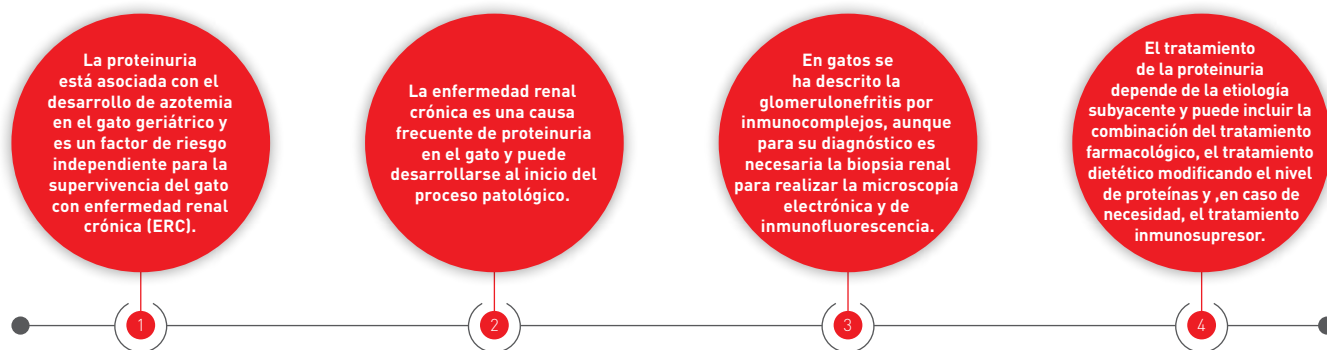 La proteinuria
está asociada con el
desarrollo de azotemia
en el gato geriátrico y
es un factor de riesgo
independiente para la
supervivencia del gato
con enfermedad renal
crónica (ERC).
La enfermedad renal
crónica es una causa
frecuente de proteinuria
en el gato y puede
desarrollarse al inicio del
proceso patológico.
En gatos se
ha descrito la
glomerulonefritis por
inmunocomplejos, aunque
para su diagnóstico es
necesaria la biopsia renal
para realizar la microscopía
electrónica y de
inmunofluorescencia.
El tratamiento
de la proteinuria
depende de la etiología
subyacente y puede incluir la
combinación del tratamiento
farmacológico, el tratamiento
dietético modificando el nivel
de proteínas y ,en caso de
necesidad, el tratamiento
inmunosupresor.
1
2
3
4